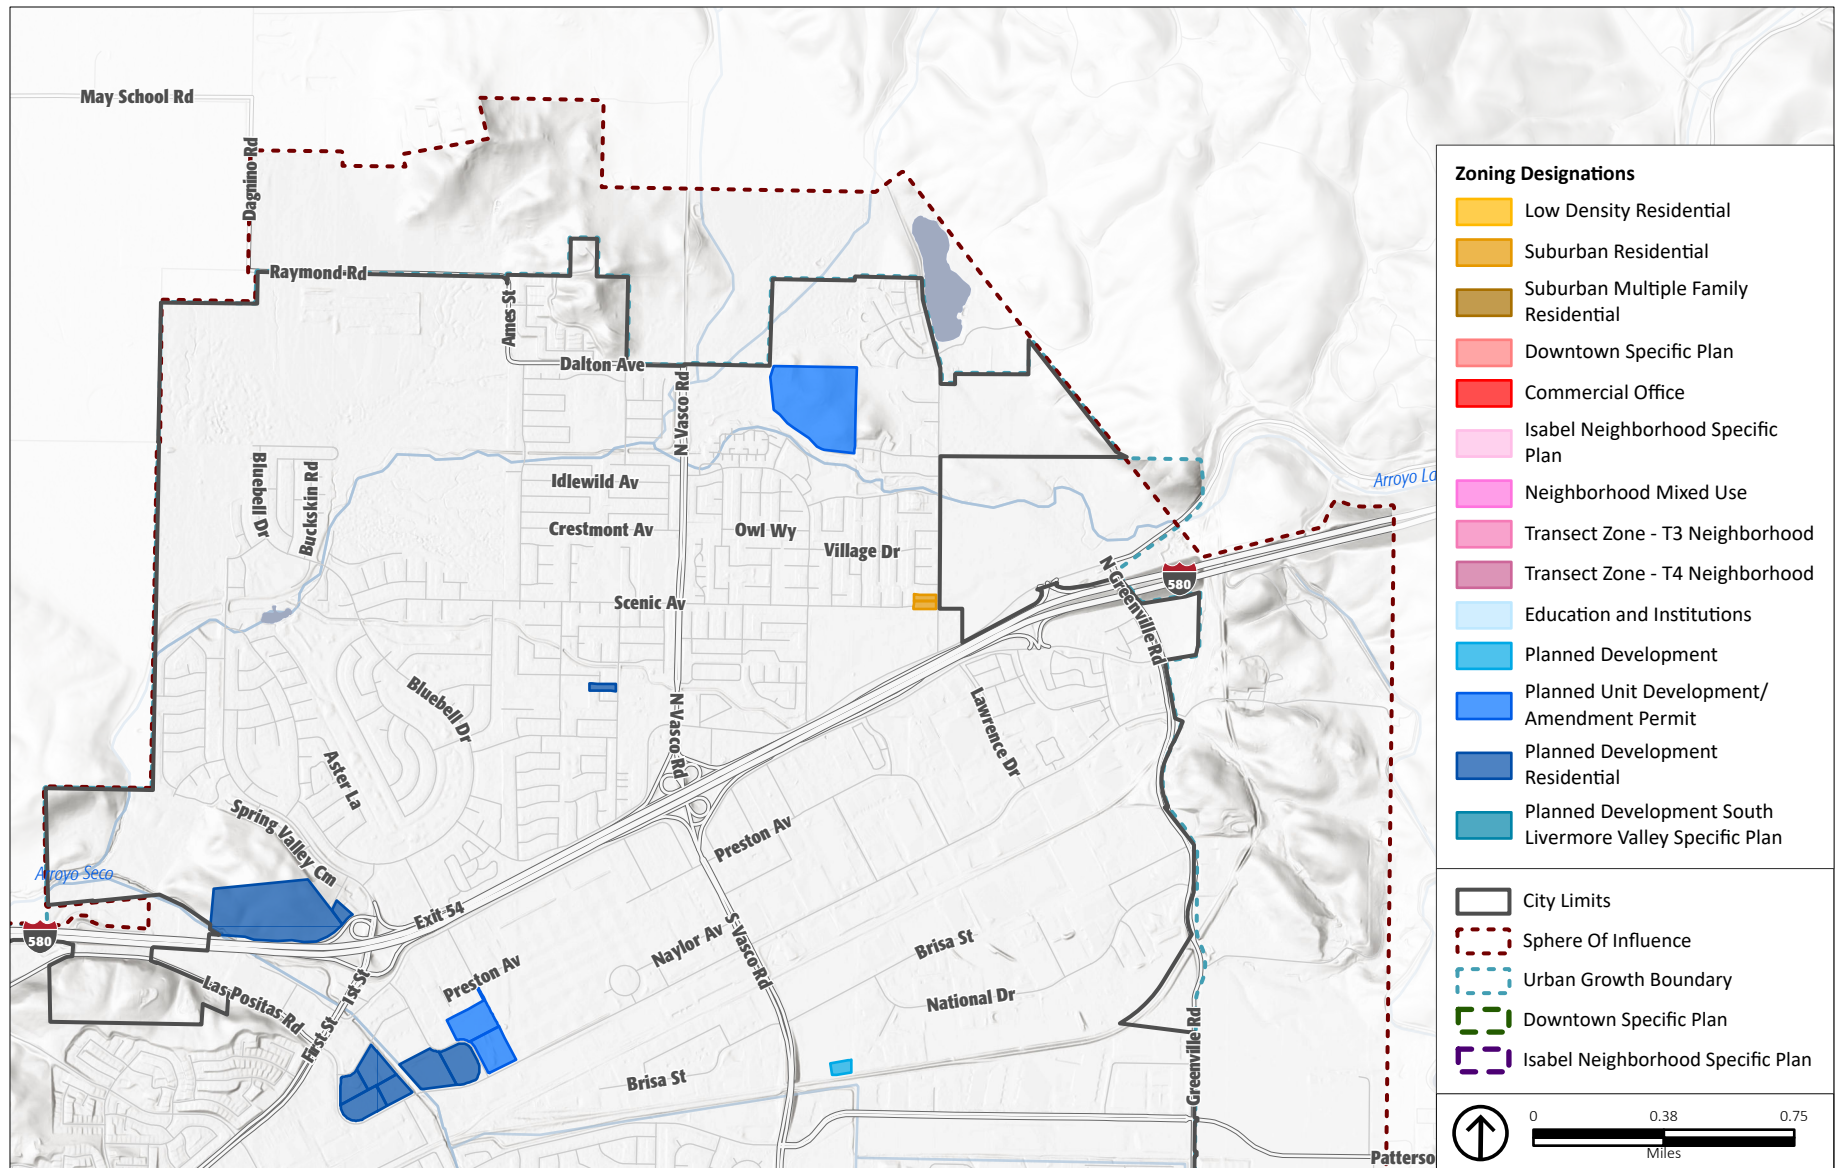 May School Rd
Dagnino Rd
Raymond Rd
Ames St
Dalton Ave
N Vasco Rd
Bluebell Dr
Buckskin Rd
Idlewild Av
Crestmont Av
Owl Wy
Village Dr
Scenic Av
Arroyo La
N Greenville Rd
580
Bluebell Dr
Aster La
N Vasco Rd
Lawrence Dr
Spring Valley Cm
Preston Av
Arroyo Seco
580
Exit 54
Naylor Av
S Vasco Rd
Brisa St
Preston Av
National Dr
Las Positas Rd
1st St
First St
Brisa St
Greenville Rd
Patterso
Zoning Designations
Low Density Residential
Suburban Residential
Suburban Multiple Family
Residential
Downtown Specific Plan
Commercial Office
Isabel Neighborhood Specific
Plan
Neighborhood Mixed Use
Transect Zone - T3 Neighborhood
Transect Zone - T4 Neighborhood
Education and Institutions
Planned Development
Planned Unit Development/
Amendment Permit
Planned Development
Residential
Planned Development South
Livermore Valley Specific Plan
City Limits
Sphere Of Influence
Urban Growth Boundary
Downtown Specific Plan
Isabel Neighborhood Specific Plan
0 0.38 0.75
Miles